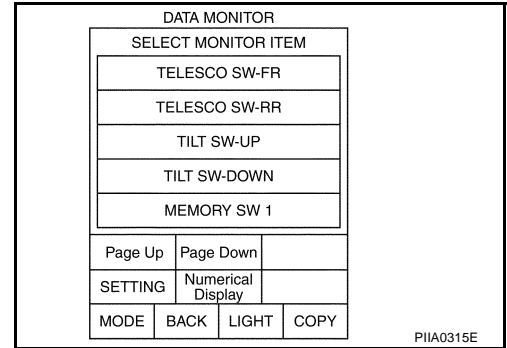 DATA MONITOR
SELECT MONITOR ITEM
TELESCO SW-FR
TELESCO SW-RR
TILT SW-UP
TILT SW-DOWN
MEMORY SW 1
Page Up Page Down
SETTING Numerical
Display
MODE BACK LIGHT COPY
PIIA0315E